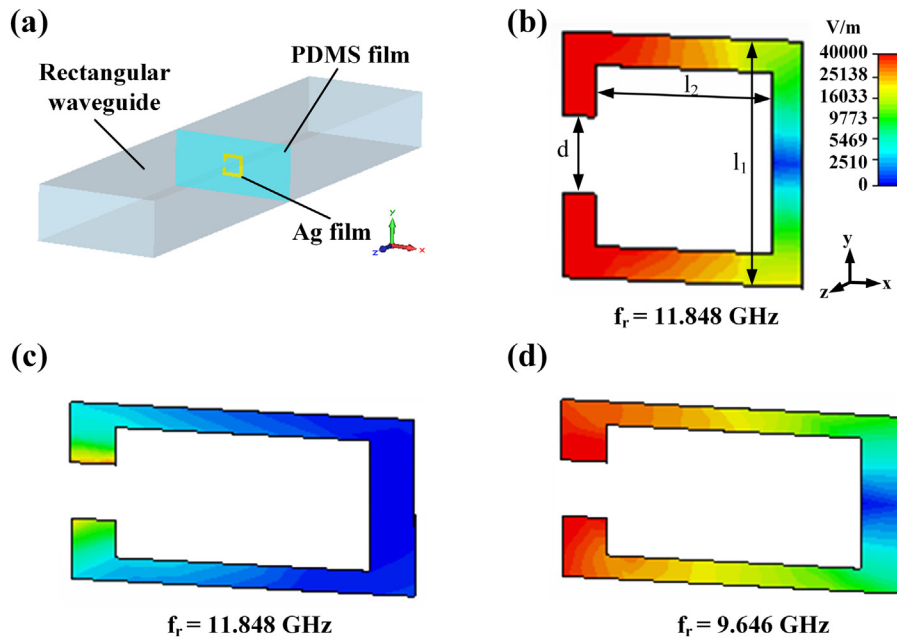 (a)
Rectangular
waveguide
PDMS film
Ag film
y
x
z
(b)
l₂
d
l₁
fᵣ = 11.848 GHz
V/m
40000
25138
16033
9773
5469
2510
0
y
x
z
(c)
fᵣ = 11.848 GHz
(d)
fᵣ = 9.646 GHz